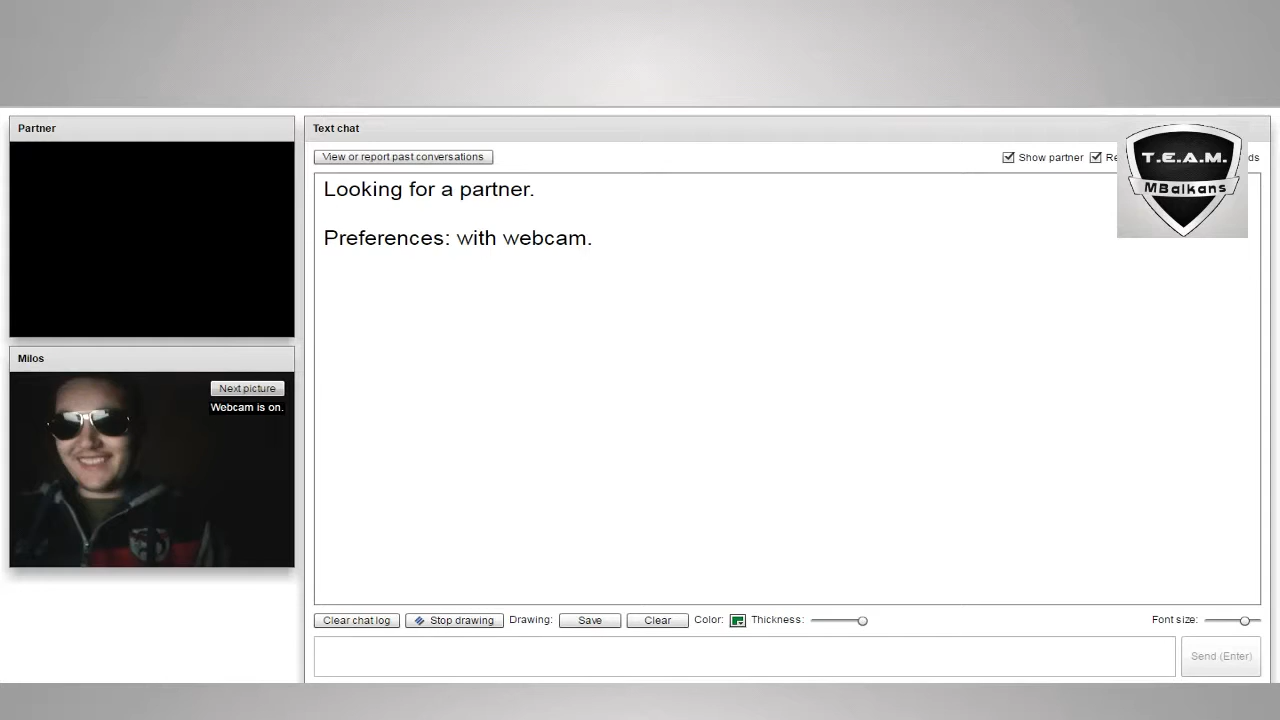 Partner
Text chat
View or report past conversations
Show partner
Re
ds
T.E.A.M.
MBalkans
Looking for a partner.
Preferences: with webcam.
Milos
Next picture
Webcam is on.
Clear chat log
Stop drawing
Drawing:
Save
Clear
Color:
Thickness:
Font size:
Send (Enter)